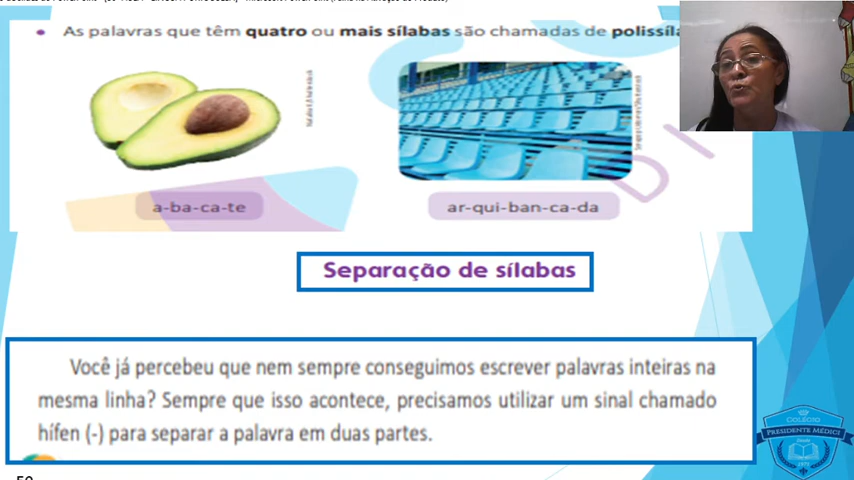 • As palavras que têm quatro ou mais sílabas são chamadas de
a-ba-ca-te
ar-qui-ban-ca-da
Separação de sílabas
Você já percebeu que nem sempre conseguimos escrever palavras inteiras na
mesma linha? Sempre que isso acontece, precisamos utilizar um sinal chamado
hífen (-) para separar a palavra em duas partes.
COLÉGIO
PRESIDENTE MÉDICI